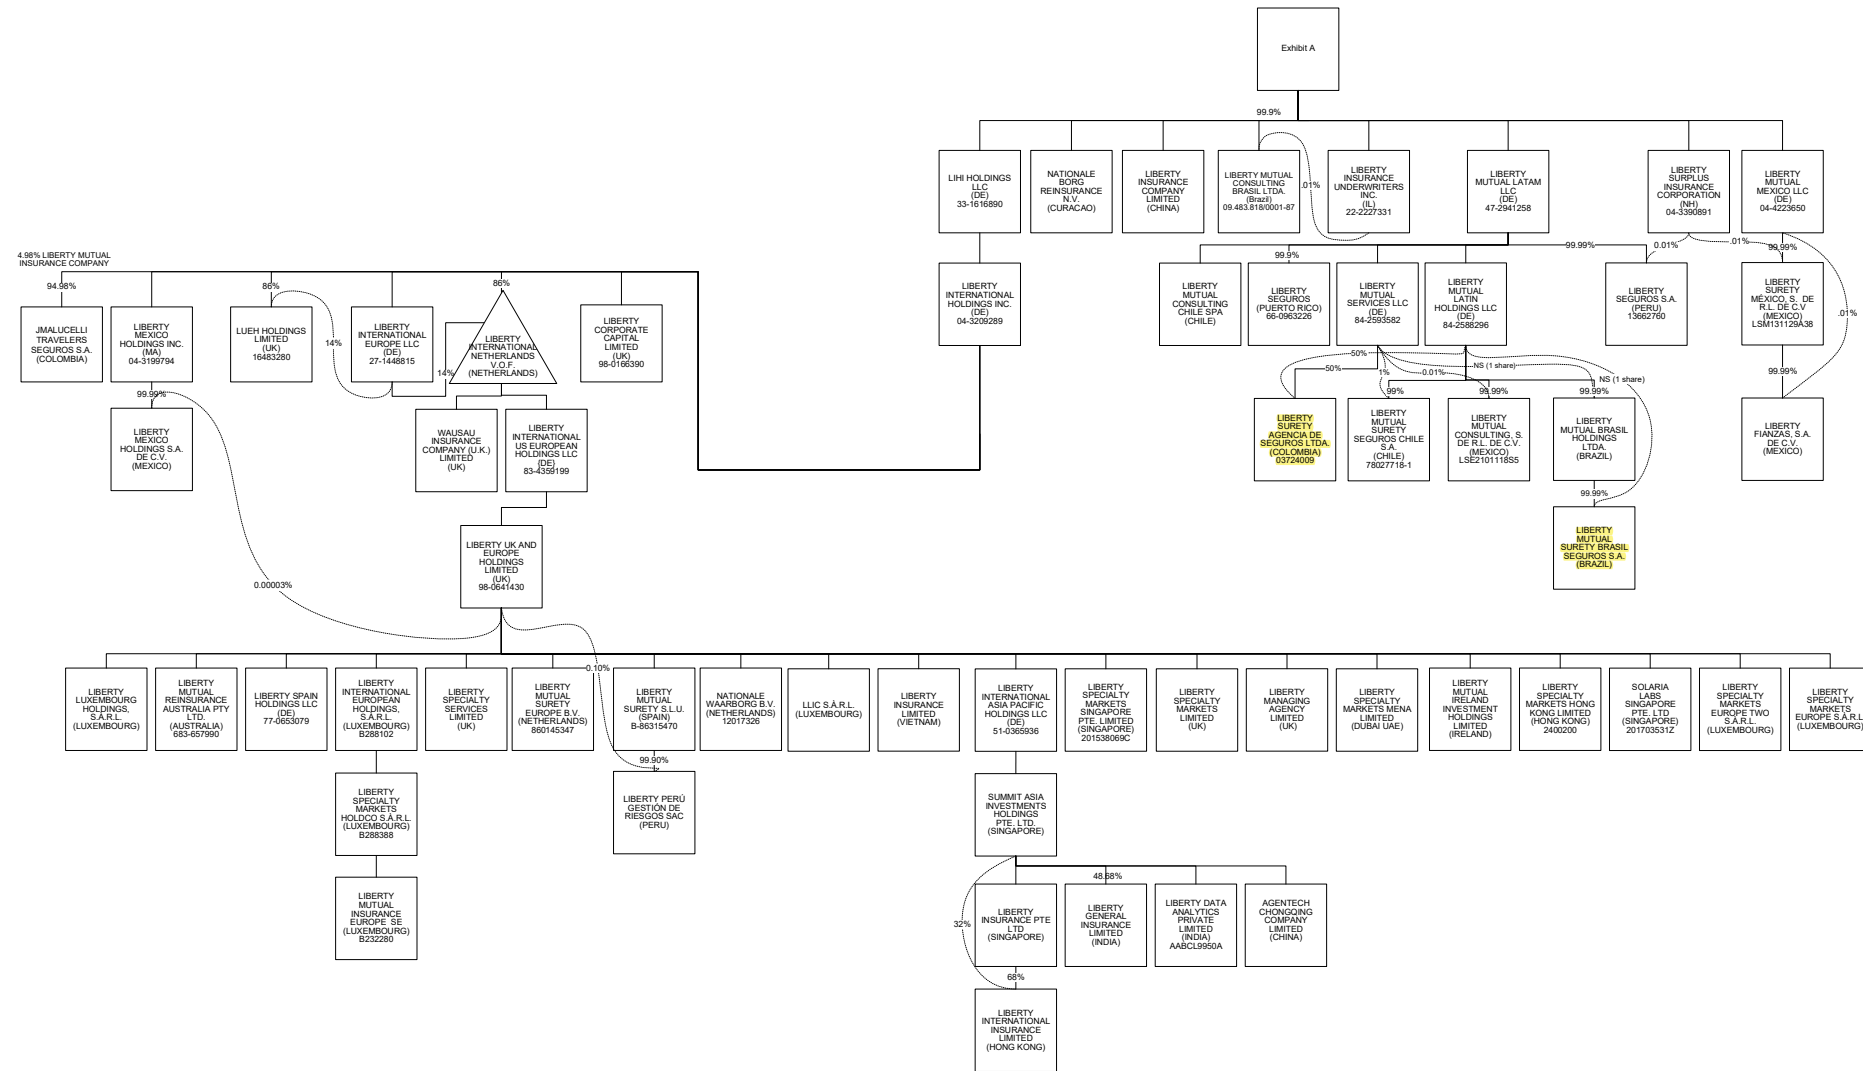 Exhibit A
99.9%
LIHI HOLDINGS
LLC
(DE)
33-1616890
NATIONALE
BORG
REINSURANCE
N.V.
(CURACAO)
LIBERTY
INSURANCE
COMPANY
LIMITED
(CHINA)
LIBERTY MUTUAL
CONSULTING
BRASIL LTDA.
(Brazil)
09.483.818/0001-87
.01%
LIBERTY
INSURANCE
UNDERWRITERS
INC.
(IL)
22-2227331
LIBERTY
MUTUAL LATAM
LLC
(DE)
47-2941258
LIBERTY
SURPLUS
INSURANCE
CORPORATION
(NH)
04-3390891
LIBERTY
MUTUAL
MEXICO LLC
(DE)
04-4223650
99.9%
99.99%
0.01%
.01%
99.99%
.01%
4.98% LIBERTY MUTUAL
INSURANCE COMPANY
94.98%
86%
14%
86%
14%
JMALUCELLI
TRAVELERS
SEGUROS S.A.
(COLOMBIA)
LIBERTY
MEXICO
HOLDINGS INC.
(MA)
04-3199794
LUEH HOLDINGS
LIMITED
(UK)
16483280
LIBERTY
INTERNATIONAL
EUROPE LLC
(DE)
27-1448815
LIBERTY
INTERNATIONAL
NETHERLANDS
V.O.F.
(NETHERLANDS)
LIBERTY
CORPORATE
CAPITAL
LIMITED
(UK)
98-0166390
LIBERTY
INTERNATIONAL
HOLDINGS INC.
(DE)
04-3209289
LIBERTY
MUTUAL
CONSULTING
CHILE SPA
(CHILE)
LIBERTY
SEGUROS
(PUERTO RICO)
66-0963226
LIBERTY
MUTUAL
SERVICES LLC
(DE)
84-2593582
LIBERTY
MUTUAL
LATIN
HOLDINGS LLC
(DE)
84-2588296
LIBERTY
SEGUROS S.A.
(PERU)
13662760
LIBERTY
SURETY
MÉXICO, S. DE
R.L. DE C.V
(MEXICO)
LSM131129A38
50%
50%
1%
0.01%
NS (1 share)
NS (1 share)
99%
99.99%
99.99%
99.99%
99.99%
LIBERTY
MEXICO
HOLDINGS S.A.
DE C.V.
(MEXICO)
WAUSAU
INSURANCE
COMPANY (U.K.)
LIMITED
(UK)
LIBERTY
INTERNATIONAL
US EUROPEAN
HOLDINGS LLC
(DE)
83-4359199
LIBERTY
SURETY
AGENCIA DE
SEGUROS LTDA.
(COLOMBIA)
03724009
LIBERTY
MUTUAL
SURETY
SEGUROS CHILE
S.A.
(CHILE)
78027718-1
LIBERTY
MUTUAL
CONSULTING, S.
DE R.L. DE C.V.
(MEXICO)
LSE2101118S5
LIBERTY
MUTUAL BRASIL
HOLDINGS
LTDA.
(BRAZIL)
LIBERTY
FIANZAS, S.A.
DE C.V.
(MEXICO)
99.99%
LIBERTY
MUTUAL
SURETY BRASIL
SEGUROS S.A.
(BRAZIL)
LIBERTY UK AND
EUROPE
HOLDINGS
LIMITED
(UK)
98-0641430
0.00003%
0.10%
LIBERTY
LUXEMBOURG
HOLDINGS,
S.À.R.L.
(LUXEMBOURG)
LIBERTY
MUTUAL
REINSURANCE
AUSTRALIA PTY
LTD.
(AUSTRALIA)
683-657990
LIBERTY SPAIN
HOLDINGS LLC
(DE)
77-0653079
LIBERTY
INTERNATIONAL
EUROPEAN
HOLDINGS,
S.À.R.L.
(LUXEMBOURG)
B288102
LIBERTY
SPECIALTY
SERVICES
LIMITED
(UK)
LIBERTY
MUTUAL
SURETY
EUROPE B.V.
(NETHERLANDS)
860145347
LIBERTY
MUTUAL
SURETY S.L.U.
(SPAIN)
B-86315470
NATIONALE
WAARBORG B.V.
(NETHERLANDS)
12017326
LLIC S.À.R.L.
(LUXEMBOURG)
LIBERTY
INSURANCE
LIMITED
(VIETNAM)
LIBERTY
INTERNATIONAL
ASIA PACIFIC
HOLDINGS LLC
(DE)
51-0365936
LIBERTY
SPECIALTY
MARKETS
SINGAPORE
PTE. LIMITED
(SINGAPORE)
201538069C
LIBERTY
SPECIALTY
MARKETS
LIMITED
(UK)
LIBERTY
MANAGING
AGENCY
LIMITED
(UK)
LIBERTY
SPECIALTY
MARKETS MENA
LIMITED
(DUBAI UAE)
LIBERTY
MUTUAL
IRELAND
INVESTMENT
HOLDINGS
LIMITED
(IRELAND)
LIBERTY
SPECIALTY
MARKETS HONG
KONG LIMITED
(HONG KONG)
2400200
SOLARIA
LABS
SINGAPORE
PTE. LTD
(SINGAPORE)
201703531Z
LIBERTY
SPECIALTY
MARKETS
EUROPE TWO
S.À.R.L.
(LUXEMBOURG)
LIBERTY
SPECIALTY
MARKETS
EUROPE S.À.R.L.
(LUXEMBOURG)
99.90%
LIBERTY
SPECIALTY
MARKETS
HOLDCO S.À.R.L.
(LUXEMBOURG)
B288388
LIBERTY PERÚ
GESTIÓN DE
RIESGOS SAC
(PERU)
SUMMIT ASIA
INVESTMENTS
HOLDINGS
PTE. LTD.
(SINGAPORE)
48.68%
LIBERTY
MUTUAL
INSURANCE
EUROPE SE
(LUXEMBOURG)
B232280
32%
LIBERTY
INSURANCE PTE
LTD
(SINGAPORE)
LIBERTY
GENERAL
INSURANCE
LIMITED
(INDIA)
LIBERTY DATA
ANALYTICS
PRIVATE
LIMITED
(INDIA)
AABCL9950A
AGENTECH
CHONGQING
COMPANY
LIMITED
(CHINA)
68%
LIBERTY
INTERNATIONAL
INSURANCE
LIMITED
(HONG KONG)